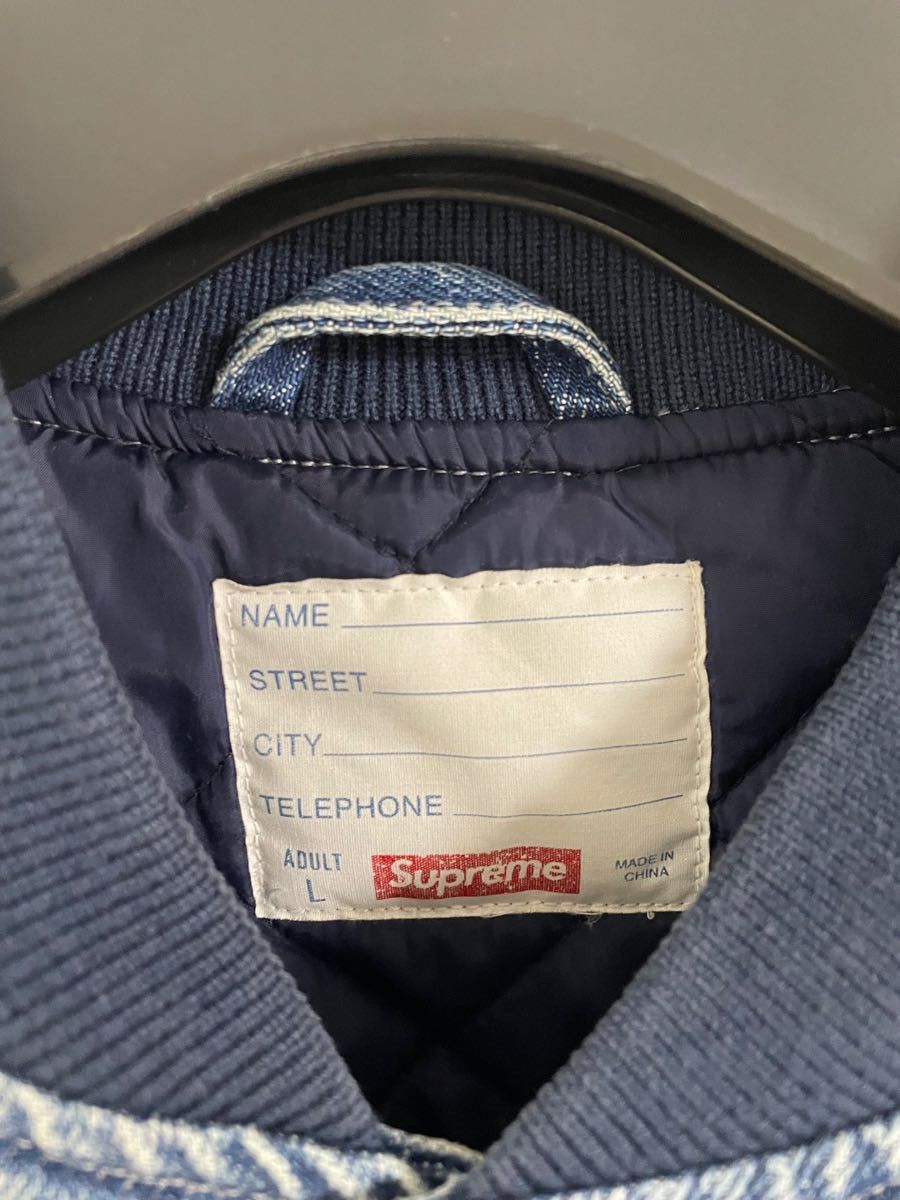 NAME
STREET
CITY
TELEPHONE
ADULT
L
Supreme
MADE IN
CHINA